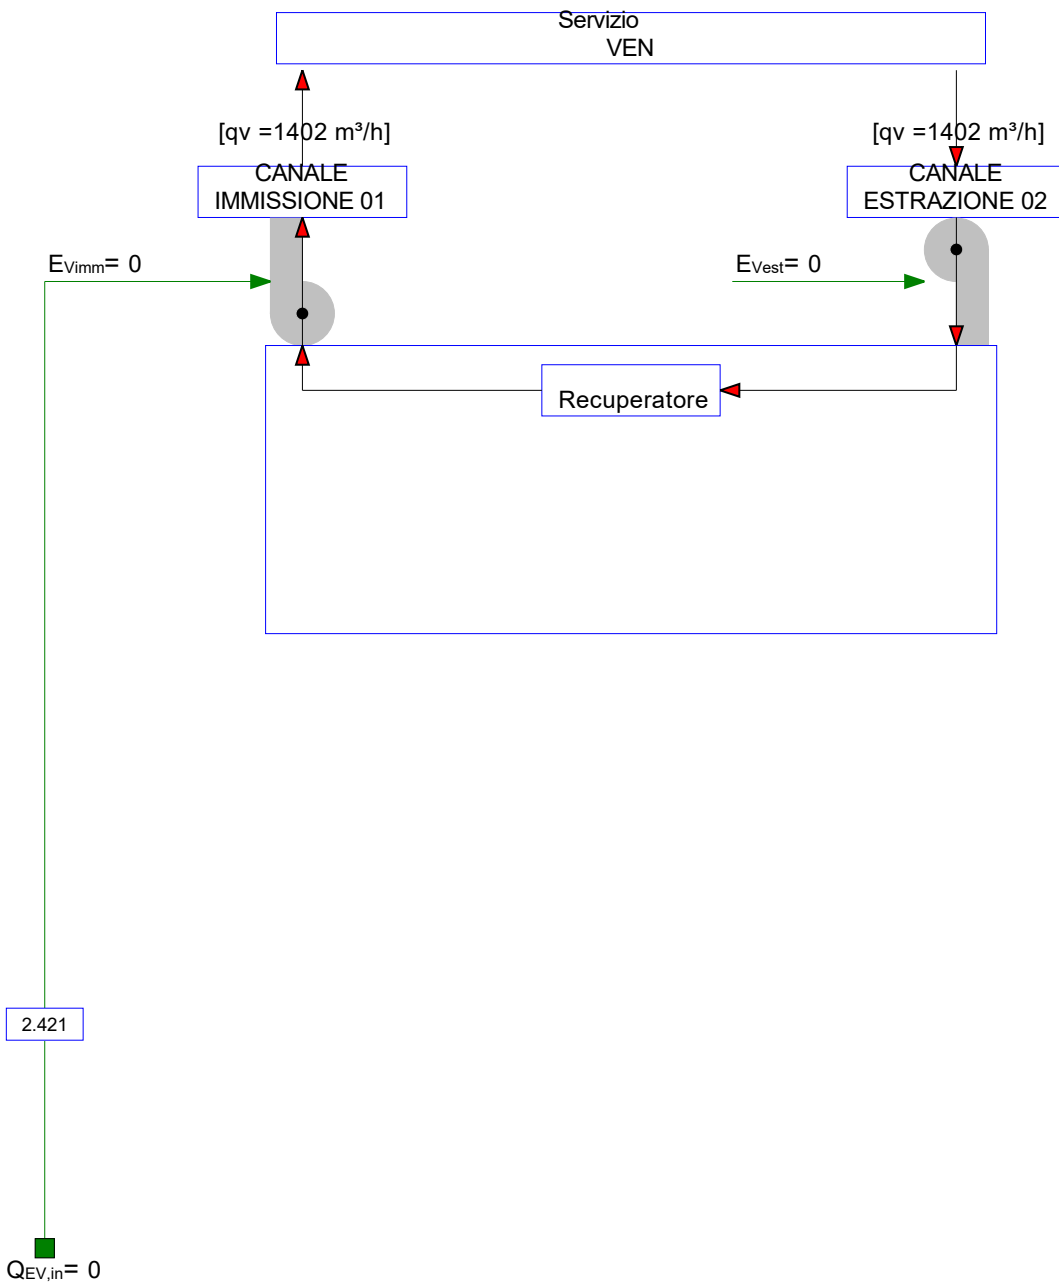 Servizio
VEN
[qv =1402 m³/h]
[qv =1402 m³/h]
CANALE
IMMISSIONE 01
CANALE
ESTRAZIONE 02
EVimm= 0
EVest= 0
Recuperatore
2.421
QEV,in= 0